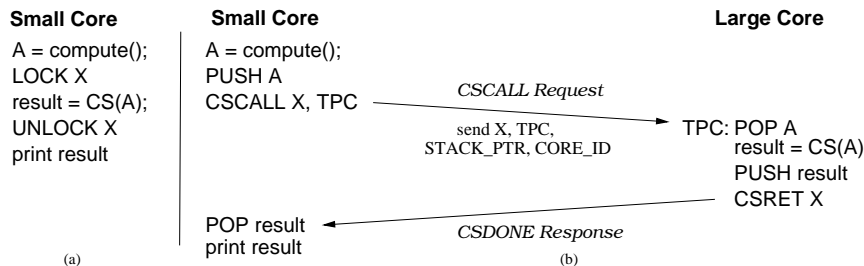 Small Core
A = compute();
LOCK X
result = CS(A);
UNLOCK X
print result
(a)
Small Core
A = compute();
PUSH A
CSCALL X, TPC
POP result
print result
CSCALL Request
send X, TPC,
STACK_PTR, CORE_ID
CSDONE Response
(b)
Large Core
TPC: POP A
result = CS(A)
PUSH result
CSRET X